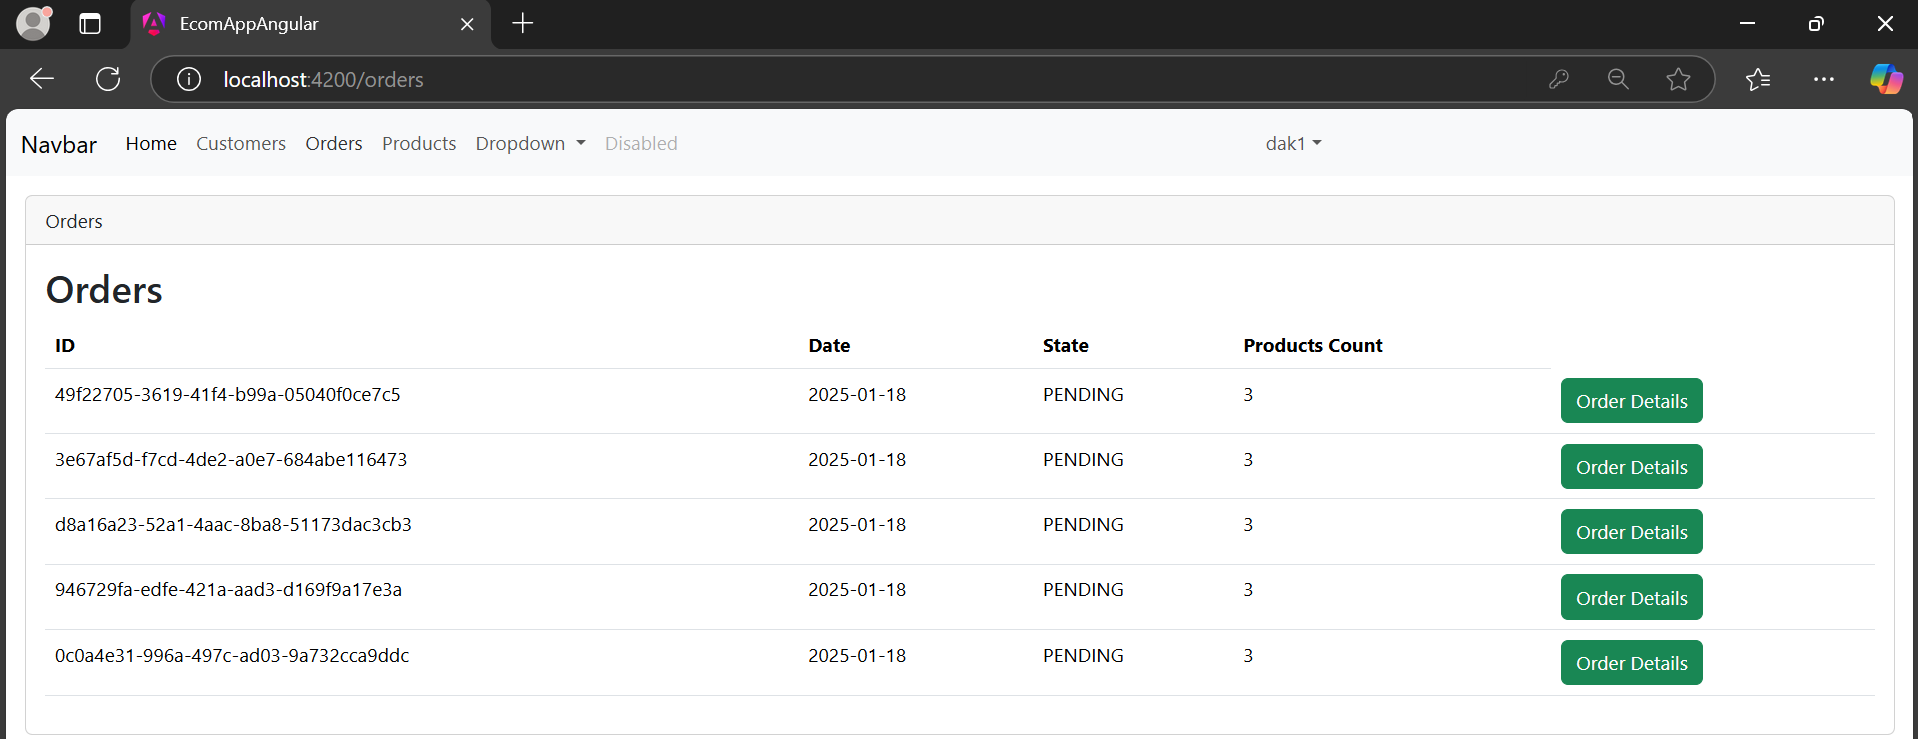 EcomAppAngular
localhost:4200/orders
Navbar Home Customers Orders Products Dropdown Disabled dak1
Orders
Orders
ID Date State Products Count
49f22705-3619-41f4-b99a-05040f0ce7c5 2025-01-18 PENDING 3 Order Details
3e67af5d-f7cd-4de2-a0e7-684abe116473 2025-01-18 PENDING 3 Order Details
d8a16a23-52a1-4aac-8ba8-51173dac3cb3 2025-01-18 PENDING 3 Order Details
946729fa-edfe-421a-aad3-d169f9a17e3a 2025-01-18 PENDING 3 Order Details
0c0a4e31-996a-497c-ad03-9a732cca9ddc 2025-01-18 PENDING 3 Order Details